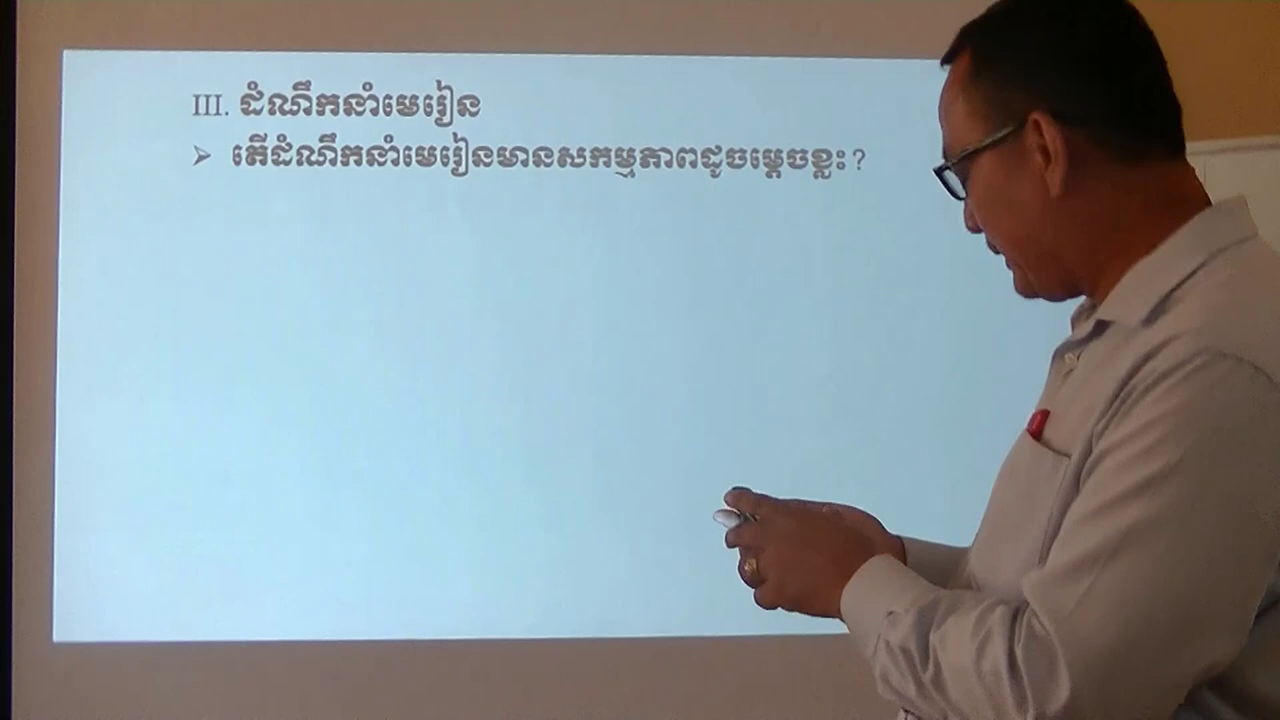 III. ដំណឹកនាំមេរៀន
➢ តើដំណឹកនាំមេរៀនមានសកម្មភាពដូចម្ដេចខ្លះ?